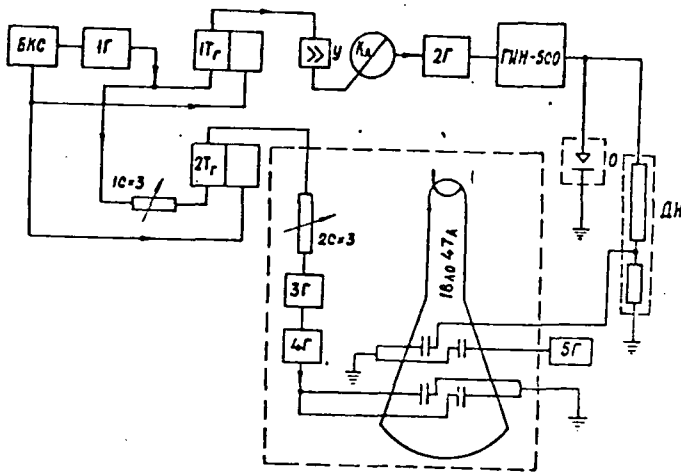 БКС
1Г
1Тг
У
Кл
2Г
ГИН-500
2Тг
1С=3
О
ДН
2С=3
18ЛО47А
3Г
4Г
5Г